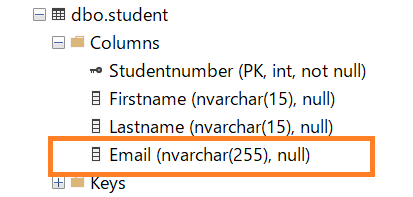 dbo.student
Columns
Studentnumber (PK, int, not null)
Firstname (nvarchar(15), null)
Lastname (nvarchar(15), null)
Email (nvarchar(255), null)
Keys